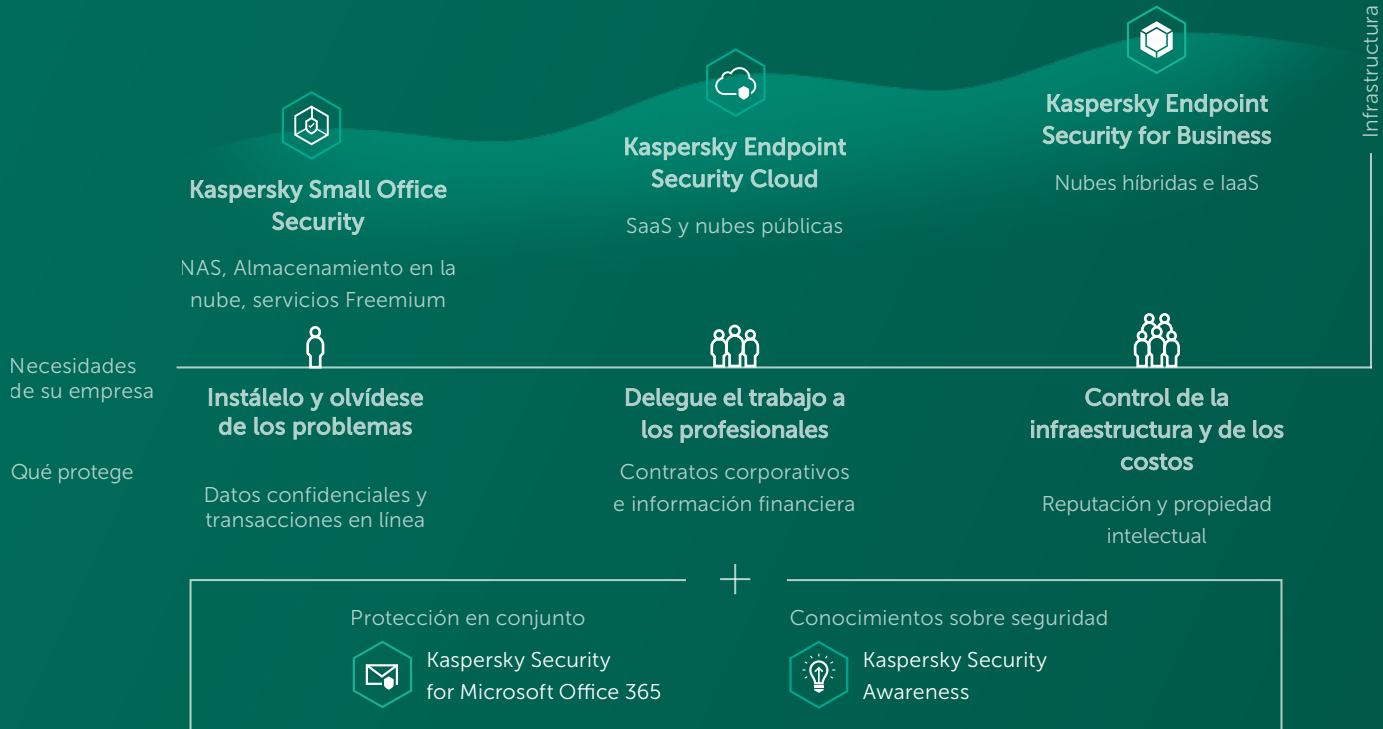 Infrastructura
Kaspersky Small Office
Security
NAS, Almacenamiento en la
nube, servicios Freemium
Kaspersky Endpoint
Security Cloud
SaaS y nubes públicas
Kaspersky Endpoint
Security for Business
Nubes híbridas e IaaS
Necesidades
de su empresa
Instálelo y olvídese
de los problemas
Delegue el trabajo a
los profesionales
Control de la
infraestructura y de los
costos
Qué protege
Datos confidenciales y
transacciones en línea
Contratos corporativos
e información financiera
Reputación y propiedad
intelectual
Protección en conjunto
Kaspersky Security
for Microsoft Office 365
Conocimientos sobre seguridad
Kaspersky Security
Awareness